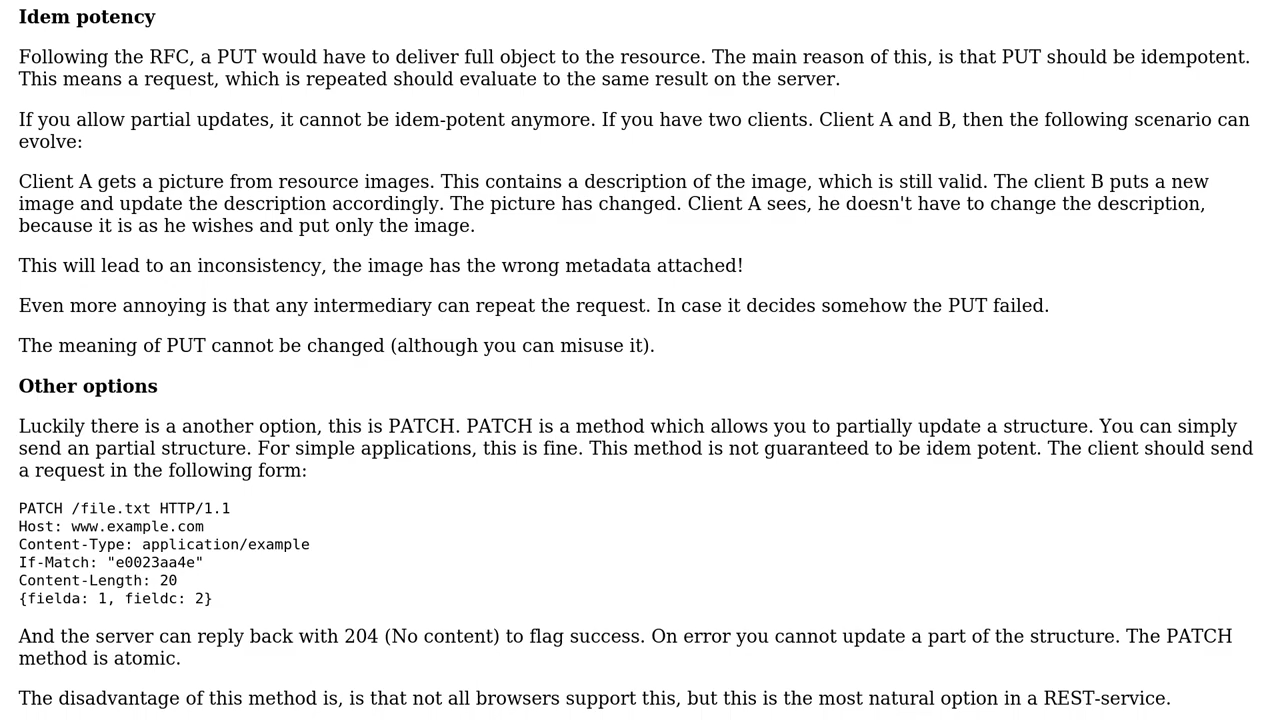 Idem potency
Following the RFC, a PUT would have to deliver full object to the resource. The main reason of this, is that PUT should be idempotent.
This means a request, which is repeated should evaluate to the same result on the server.
If you allow partial updates, it cannot be idem-potent anymore. If you have two clients. Client A and B, then the following scenario can
evolve:
Client A gets a picture from resource images. This contains a description of the image, which is still valid. The client B puts a new
image and update the description accordingly. The picture has changed. Client A sees, he doesn't have to change the description,
because it is as he wishes and put only the image.
This will lead to an inconsistency, the image has the wrong metadata attached!
Even more annoying is that any intermediary can repeat the request. In case it decides somehow the PUT failed.
The meaning of PUT cannot be changed (although you can misuse it).
Other options
Luckily there is a another option, this is PATCH. PATCH is a method which allows you to partially update a structure. You can simply
send an partial structure. For simple applications, this is fine. This method is not guaranteed to be idem potent. The client should send
a request in the following form:
PATCH /file.txt HTTP/1.1
Host: www.example.com
Content-Type: application/example
If-Match: "e0023aa4e"
Content-Length: 20
{fielda: 1, fieldc: 2}
And the server can reply back with 204 (No content) to flag success. On error you cannot update a part of the structure. The PATCH
method is atomic.
The disadvantage of this method is, is that not all browsers support this, but this is the most natural option in a REST-service.